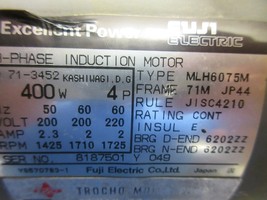 Excellent Power FUJI
ELECTRIC
-PHASE INDUCTION MOTOR
71-3452 KASHIWAGI.D.G TYPE MLH6075M
400 W 4 P FRAME 71M JP44
HZ 50 60 60 RULE JISC4210
VOLT 200 200 220 RATING CONT
AMP 2.3 2 2 INSUL E
RPM 1425 1710 1725 BRG D-END 6202ZZ
SER NO. 8187501 Y 049 BRG N-END 6202ZZ
Fuji Electric Co.,Ltd. Japan
TROCHO